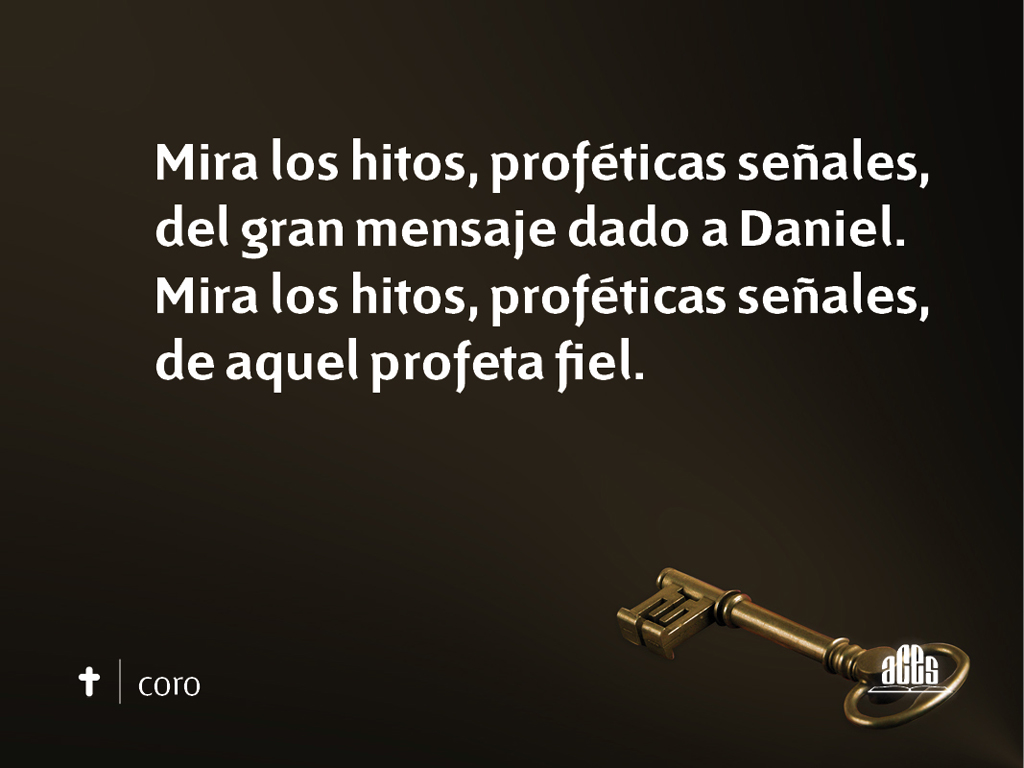 Mira los hitos, proféticas señales,
del gran mensaje dado a Daniel.
Mira los hitos, proféticas señales,
de aquel profeta fiel.
coro
aces